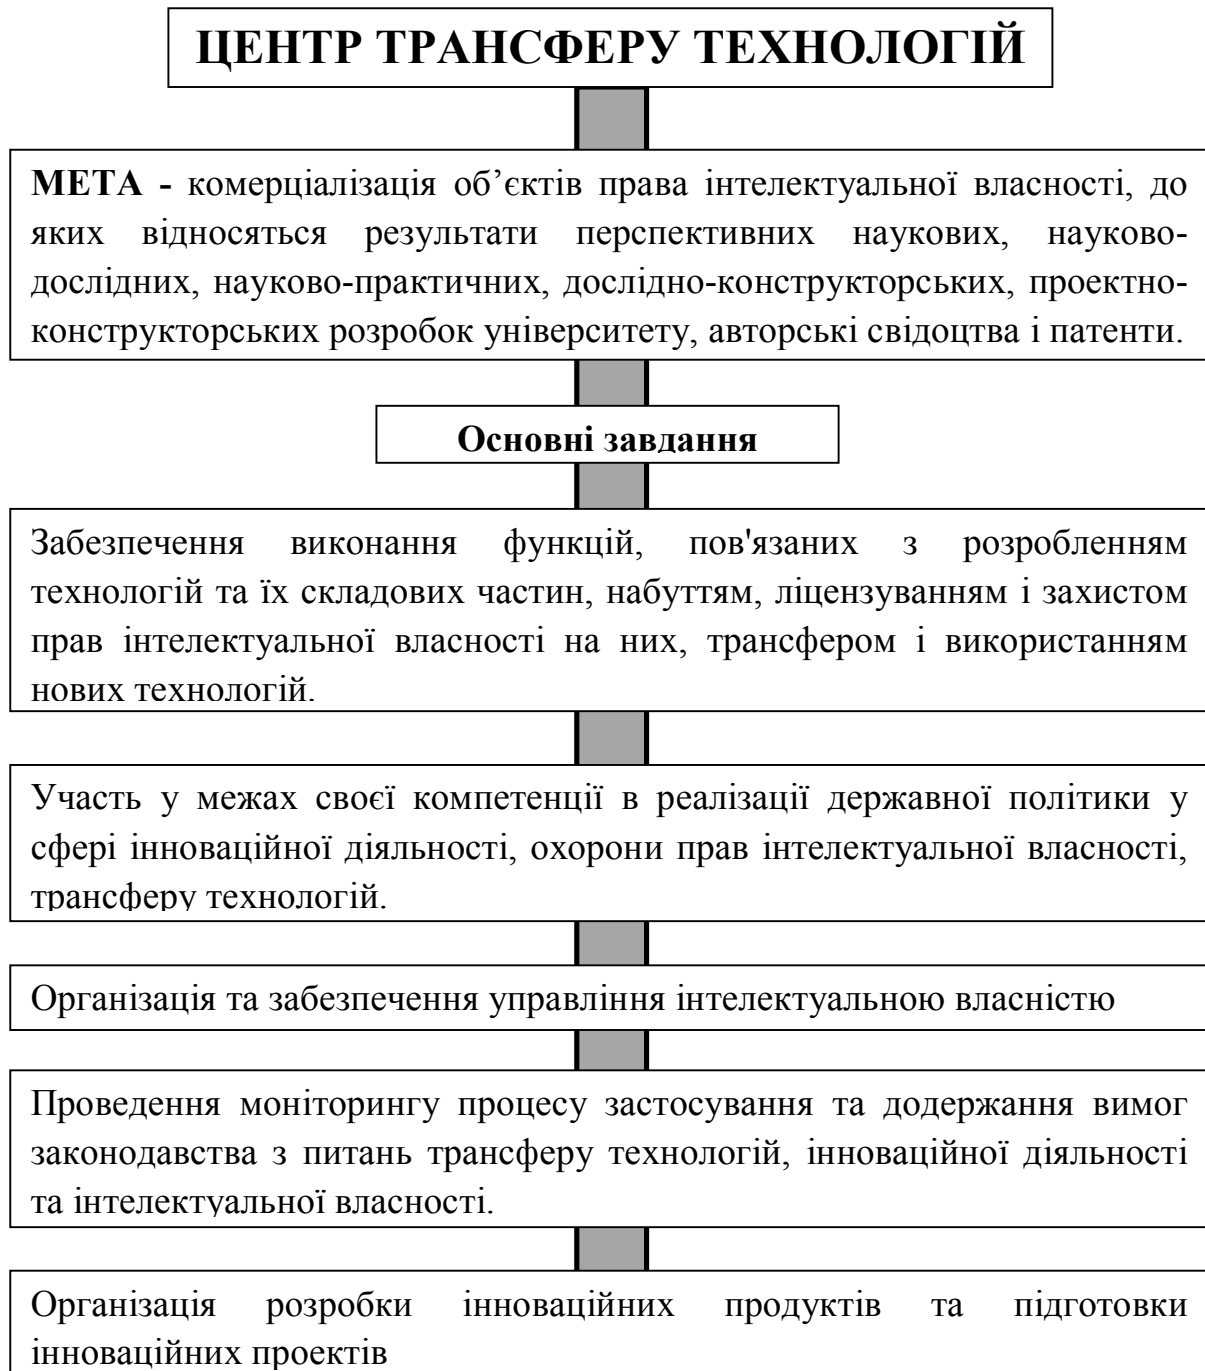 ЦЕНТР ТРАНСФЕРУ ТЕХНОЛОГІЙ
МЕТА - комерціалізація об’єктів права інтелектуальної власності, до
яких відносяться результати перспективних наукових, науково-
дослідних, науково-практичних, дослідно-конструкторських, проектно-
конструкторських розробок університету, авторські свідоцтва і патенти.
Основні завдання
Забезпечення виконання функцій, пов'язаних з розробленням
технологій та їх складових частин, набуттям, ліцензуванням і захистом
прав інтелектуальної власності на них, трансфером і використанням
нових технологій.
Участь у межах своєї компетенції в реалізації державної політики у
сфері інноваційної діяльності, охорони прав інтелектуальної власності,
трансферу технологій.
Організація та забезпечення управління інтелектуальною власністю
Проведення моніторингу процесу застосування та додержання вимог
законодавства з питань трансферу технологій, інноваційної діяльності
та інтелектуальної власності.
Організація розробки інноваційних продуктів та підготовки
інноваційних проектів